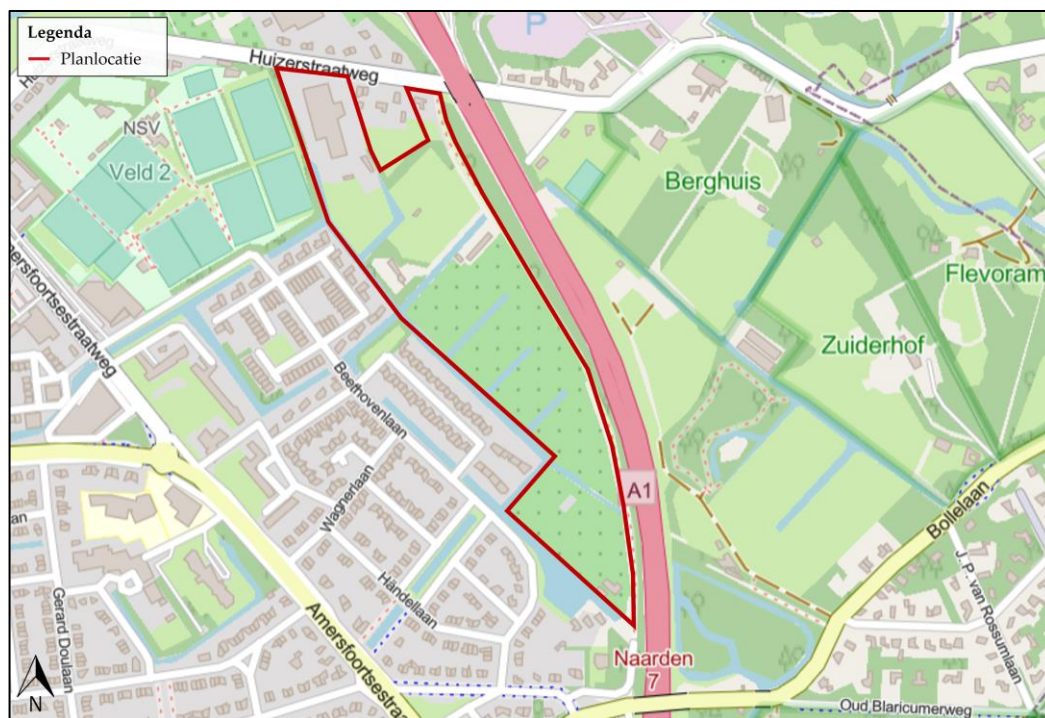 Legenda
Planlocatie
Huizerstraatweg
P
NSV
Veld 2
Berghuis
Flevoram
Zuiderhof
Amersfoortsestraatweg
Beethovenlaan
Wagnerlaan
Händellaan
A1
Bollelaan
J. P. van Rossumlaan
Gerard Doulaan
Amersfoortsestraatweg
Naarden
7
Oud Blaricumerweg
N